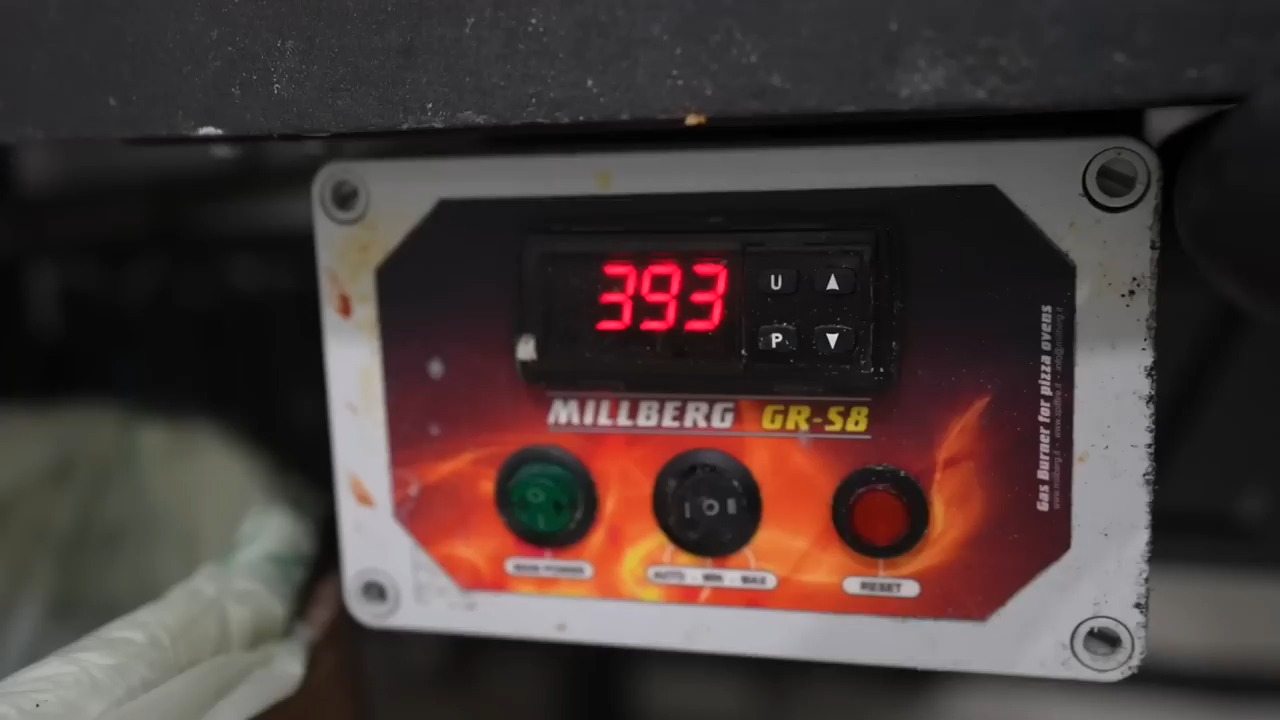 393
U
P
MILLBERG GR-S8
AUTO - MIN - MAX
RESET
Gas Burner for pizza ovens